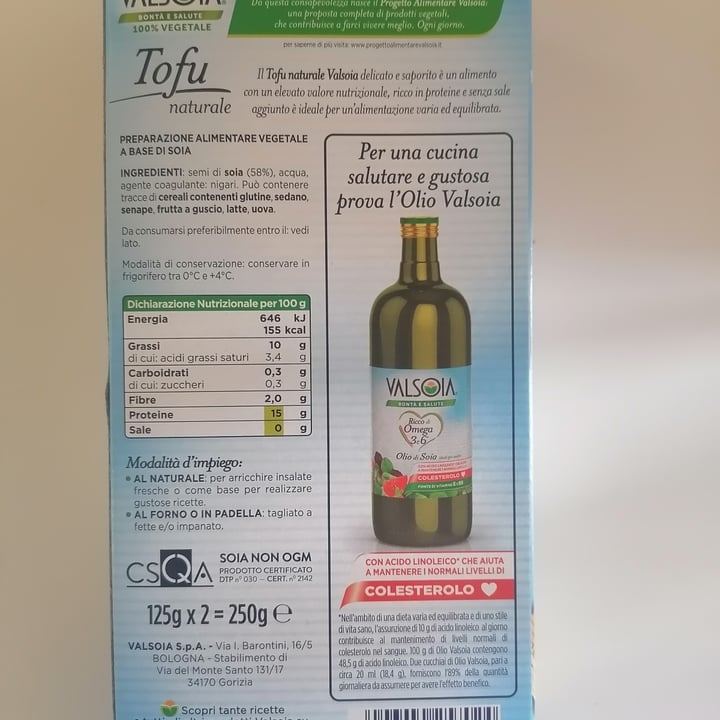 VALSOIA®
BONTÀ E SALUTE
100% VEGETALE
Da questa consapevolezza nasce il Progetto Alimentare Valsoia:
una proposta completa di prodotti vegetali,
che contribuisce a farci vivere meglio. Ogni giorno.
per saperne di più visita: www.progettoalimentarevalsoia.it
Tofu
naturale
Il Tofu naturale Valsoia delicato e saporito è un alimento
con un elevato valore nutrizionale, ricco in proteine e senza sale
aggiunto è ideale per un'alimentazione varia ed equilibrata.
PREPARAZIONE ALIMENTARE VEGETALE
A BASE DI SOIA
INGREDIENTI: semi di soia (58%), acqua,
agente coagulante: nigari. Può contenere
tracce di cereali contenenti glutine, sedano,
senape, frutta a guscio, latte, uova.
Da consumarsi preferibilmente entro il: vedi
lato.
Modalità di conservazione: conservare in
frigorifero tra 0°C e +4°C.
Dichiarazione Nutrizionale per 100 g
Energia 646 kJ
155 kcal
Grassi 10 g
di cui: acidi grassi saturi 3,4 g
Carboidrati 0,3 g
di cui: zuccheri 0,3 g
Fibre 2,0 g
Proteine 15 g
Sale 0 g
Modalità d'impiego:
• AL NATURALE: per arricchire insalate
fresche o come base per realizzare
gustose ricette.
• AL FORNO O IN PADELLA: tagliato a
fette e/o impanato.
CSQA
SOIA NON OGM
PRODOTTO CERTIFICATO
DTP n° 030 – CERT. n° 2142
125g x 2 = 250g e
VALSOIA S.p.A. - Via I. Barontini, 16/5
BOLOGNA - Stabilimento di
Via del Monte Santo 131/17
34170 Gorizia
Scopri tante ricette
Per una cucina
salutare e gustosa
prova l'Olio Valsoia
VALSOIA
BONTÀ E SALUTE
Ricco di
Omega
3 e 6
Olio di Soia
CON ACIDO LINOLEICO CHE AIUTA
A MANTENERE I NORMALI LIVELLI DI
COLESTEROLO
FONTE DI VITAMINE
CON ACIDO LINOLEICO* CHE AIUTA
A MANTENERE I NORMALI LIVELLI DI
COLESTEROLO
*Nell'ambito di una dieta varia ed equilibrata e di uno stile
di vita sano, l'assunzione di 10 g di acido linoleico al giorno
contribuisce al mantenimento di livelli normali di
colesterolo nel sangue. 100 g di Olio Valsoia contengono
48,5 g di acido linoleico. Due cucchiai di Olio Valsoia, pari a
circa 20 ml (18,4 g), forniscono l'89% della quantità
giornaliera da assumere per avere l'effetto benefico.